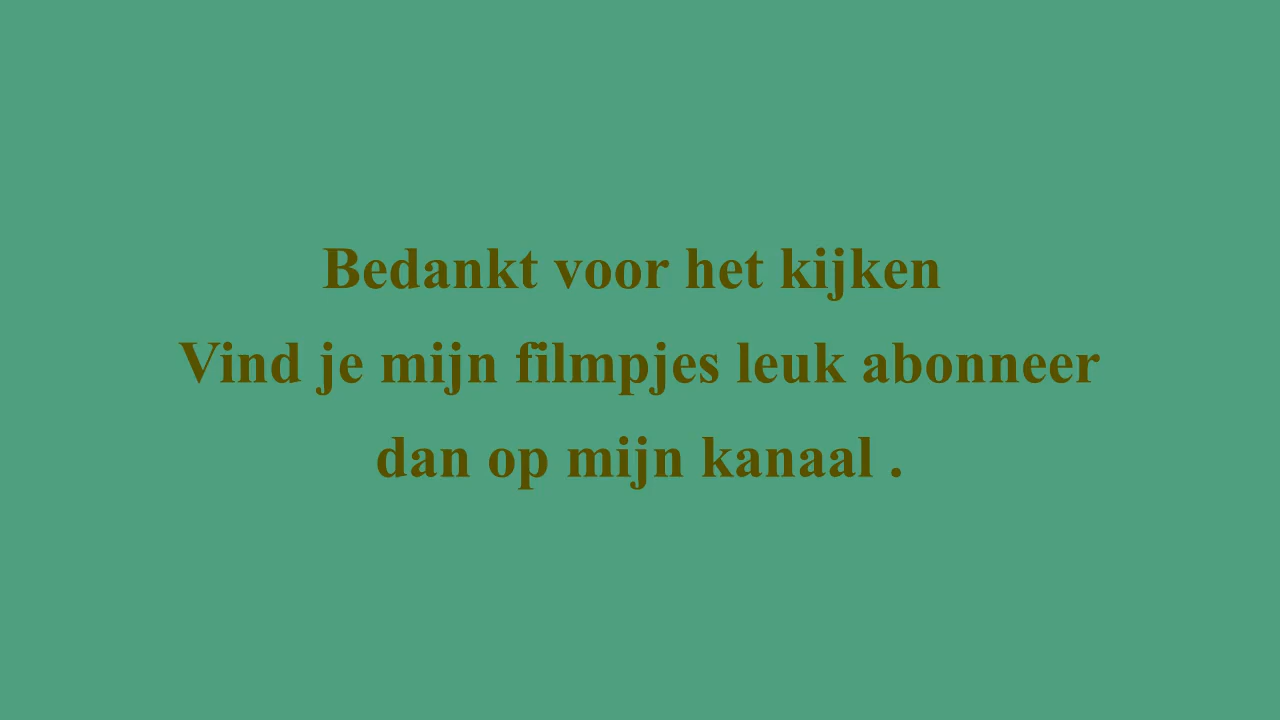 Bedankt voor het kijken
Vind je mijn filmpjes leuk abonneer
dan op mijn kanaal .